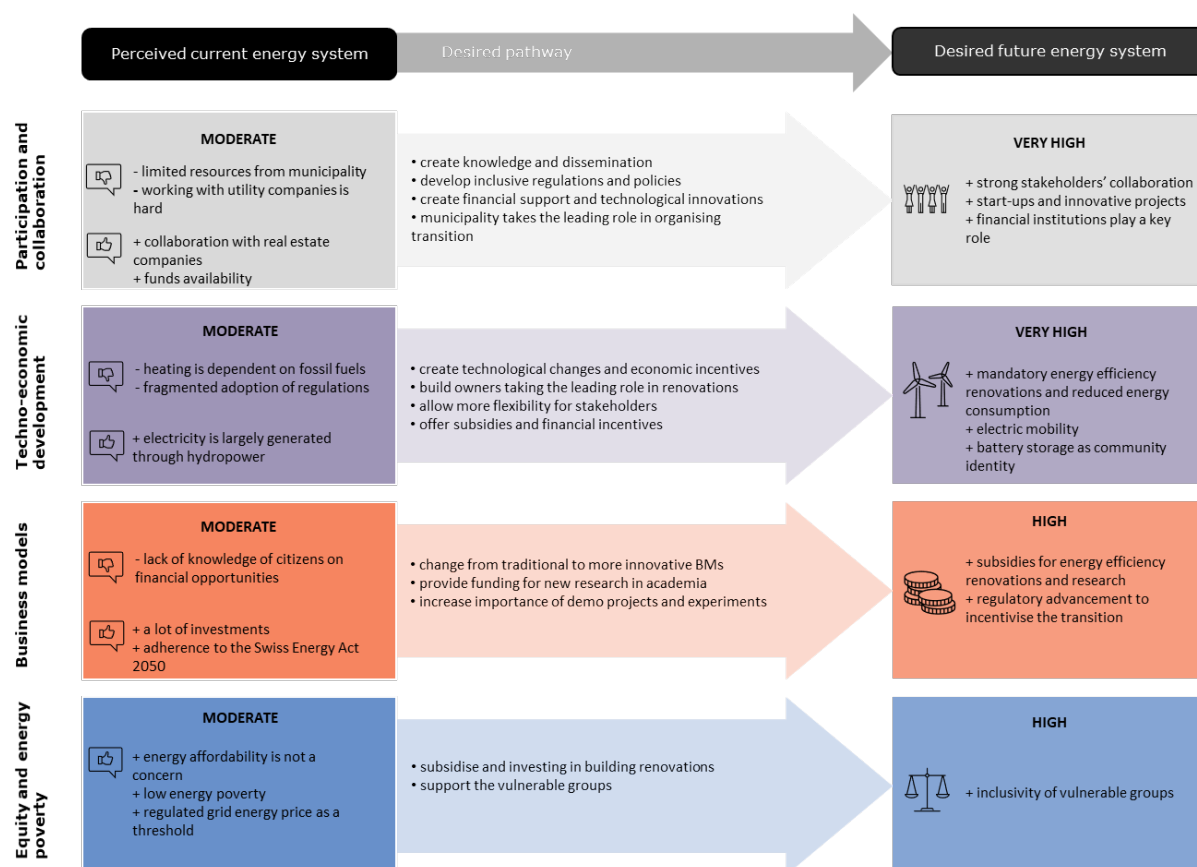 Perceived current energy system
Desired pathway
Desired future energy system
Participation and
collaboration
MODERATE
- limited resources from municipality
- working with utility companies is
hard
+ collaboration with real estate
companies
+ funds availability
• create knowledge and dissemination
• develop inclusive regulations and policies
• create financial support and technological innovations
• municipality takes the leading role in organising
transition
VERY HIGH
+ strong stakeholders' collaboration
+ start-ups and innovative projects
+ financial institutions play a key
role
Techno-economic
development
MODERATE
- heating is dependent on fossil fuels
- fragmented adoption of regulations
+ electricity is largely generated
through hydropower
• create technological changes and economic incentives
• build owners taking the leading role in renovations
• allow more flexibility for stakeholders
• offer subsidies and financial incentives
VERY HIGH
+ mandatory energy efficiency
renovations and reduced energy
consumption
+ electric mobility
+ battery storage as community
identity
Business models
MODERATE
- lack of knowledge of citizens on
financial opportunities
+ a lot of investments
+ adherence to the Swiss Energy Act
2050
• change from traditional to more innovative BMs
• provide funding for new research in academia
• increase importance of demo projects and experiments
HIGH
+ subsidies for energy efficiency
renovations and research
+ regulatory advancement to
incentivise the transition
Equity and energy
poverty
MODERATE
+ energy affordability is not a
concern
+ low energy poverty
+ regulated grid energy price as a
threshold
• subsidise and investing in building renovations
• support the vulnerable groups
HIGH
+ inclusivity of vulnerable groups